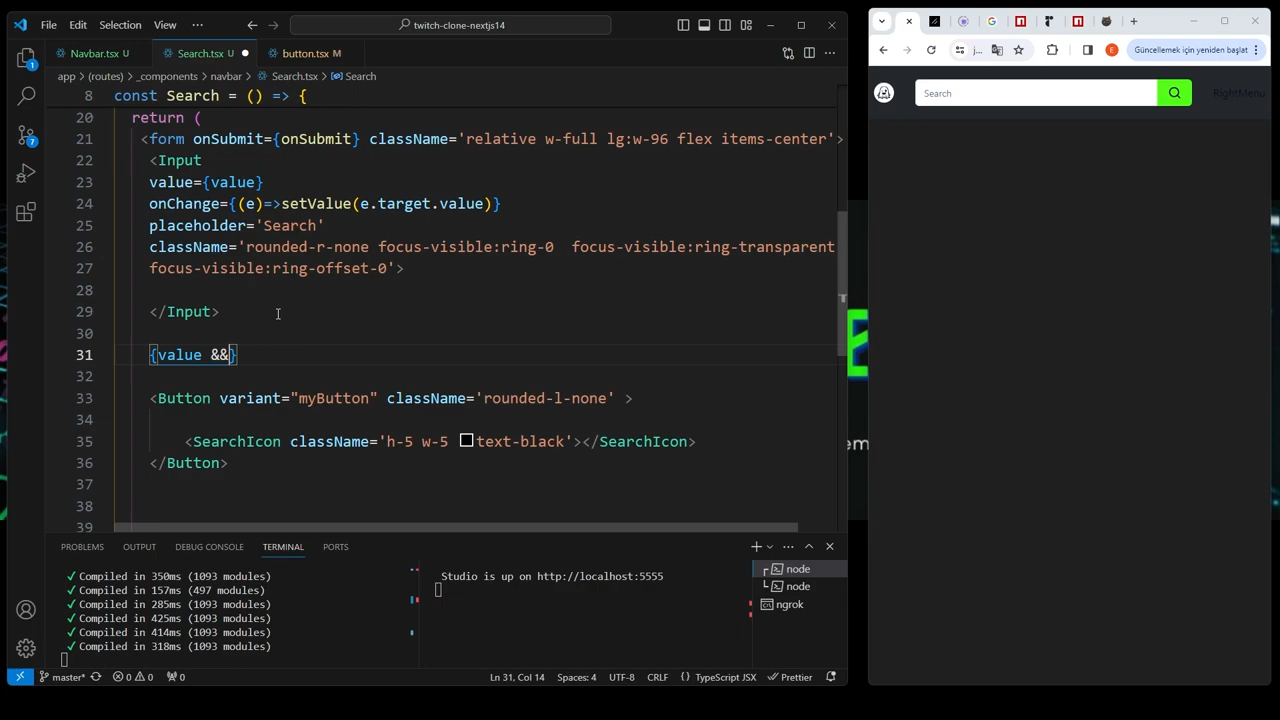 File Edit Selection View ··· twitch-clone-nextjs14
Navbar.tsx U Search.tsx U button.tsx M
app > (routes) > _components > navbar > Search.tsx > Search
8 const Search = () => {
20 return (
21 <form onSubmit={onSubmit} className='relative w-full lg:w-96 flex items-center'>
22 <Input
23 value={value}
24 onChange={(e)=>setValue(e.target.value)}
25 placeholder='Search'
26 className='rounded-r-none focus-visible:ring-0  focus-visible:ring-transparent
27 focus-visible:ring-offset-0'>
28
29 </Input>
30
31 {value &&}
32
33 <Button variant="myButton" className='rounded-l-none' >
34
35 <SearchIcon className='h-5 w-5 text-black'></SearchIcon>
36 </Button>
37
38
39
PROBLEMS OUTPUT DEBUG CONSOLE TERMINAL PORTS
✓ Compiled in 350ms (1093 modules)
✓ Compiled in 157ms (497 modules)
✓ Compiled in 285ms (1093 modules)
✓ Compiled in 425ms (1093 modules)
✓ Compiled in 414ms (1093 modules)
✓ Compiled in 318ms (1093 modules)
Studio is up on http://localhost:5555
node
node
ngrok
master* 0 0 0 Ln 31, Col 14 Spaces: 4 UTF-8 CRLF {} TypeScript JSX Prettier
1
7
j... E Güncellemek için yeniden başlat
Search RightMenu
em